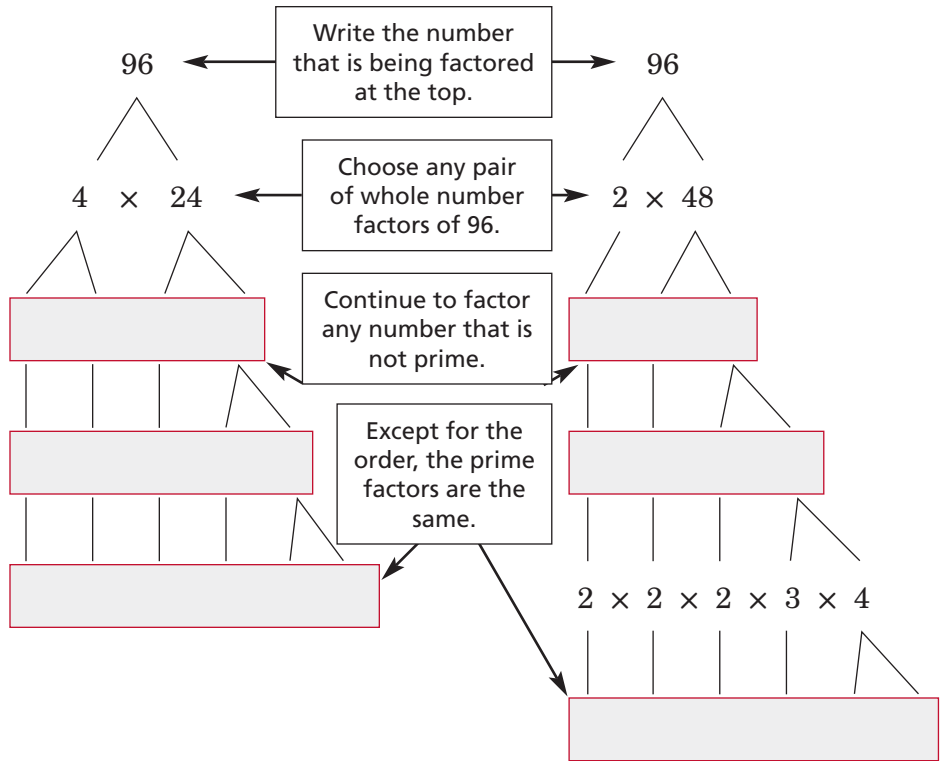 Write the number
that is being factored
at the top.
96
96
Choose any pair
of whole number
factors of 96.
4 × 24
2 × 48
Continue to factor
any number that is
not prime.
Except for the
order, the prime
factors are the
same.
2 × 2 × 2 × 3 × 4